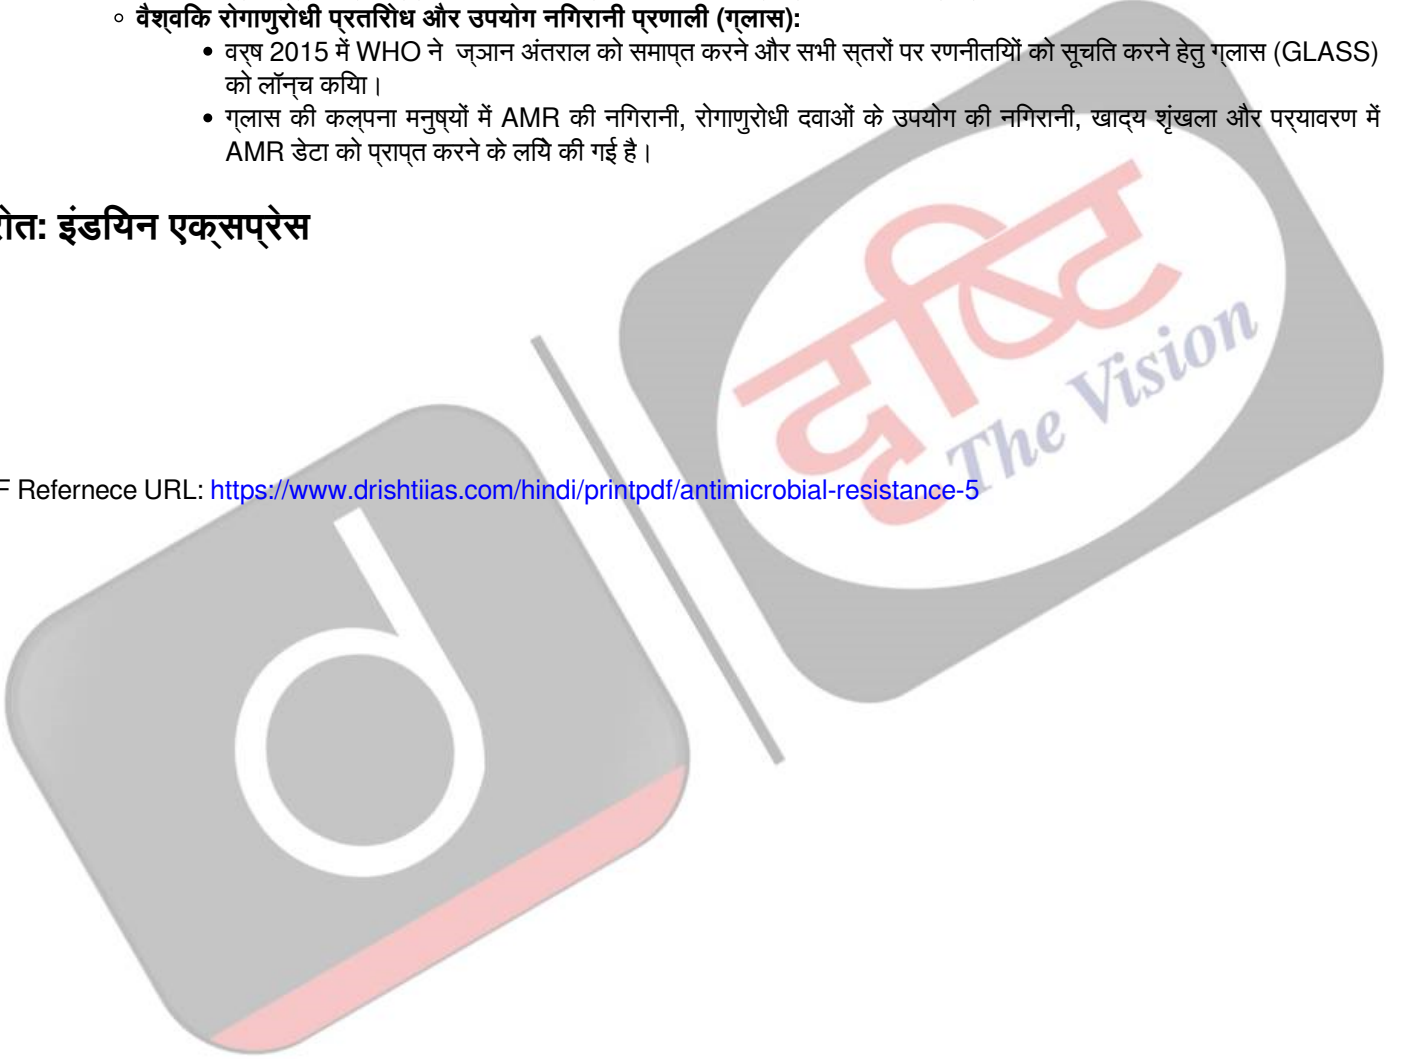 वैश्विक रोगाणुरोधी प्रतिरोध और उपयोग निगरानी प्रणाली (ग्लास):
वर्ष 2015 में WHO ने ज्ञान अंतराल को समाप्त करने और सभी स्तरों पर रणनीतियों को सूचित करने हेतु ग्लास (GLASS)
को लॉन्च किया।
ग्लास की कल्पना मनुष्यों में AMR की निगरानी, रोगाणुरोधी दवाओं के उपयोग की निगरानी, खाद्य शृंखला और पर्यावरण में
AMR डेटा को प्राप्त करने के लिये की गई है।
रोत: इंडियन एक्सप्रेस
दृष्टि
The Vision
F Refernece URL: https://www.drishtiias.com/hindi/printpdf/antimicrobial-resistance-5
d